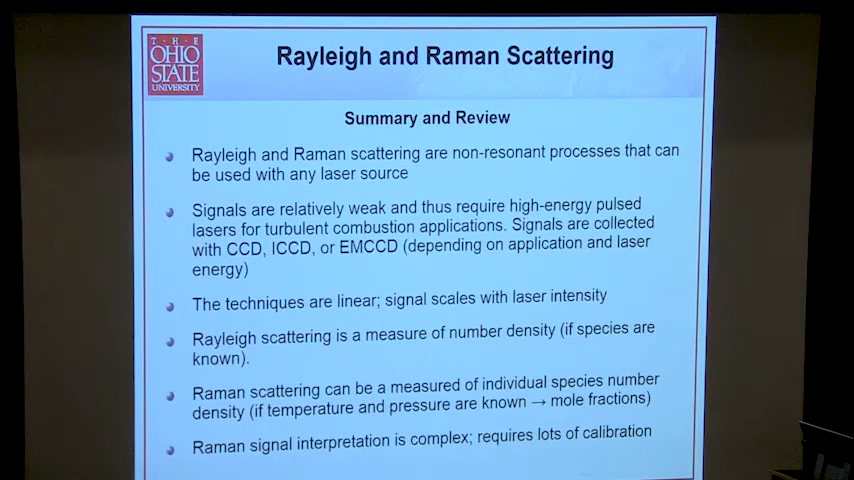 T · H · E
OHIO
STATE
UNIVERSITY
Rayleigh and Raman Scattering
Summary and Review
Rayleigh and Raman scattering are non-resonant processes that can
be used with any laser source
Signals are relatively weak and thus require high-energy pulsed
lasers for turbulent combustion applications. Signals are collected
with CCD, ICCD, or EMCCD (depending on application and laser
energy)
The techniques are linear; signal scales with laser intensity
Rayleigh scattering is a measure of number density (if species are
known).
Raman scattering can be a measured of individual species number
density (if temperature and pressure are known → mole fractions)
Raman signal interpretation is complex; requires lots of calibration